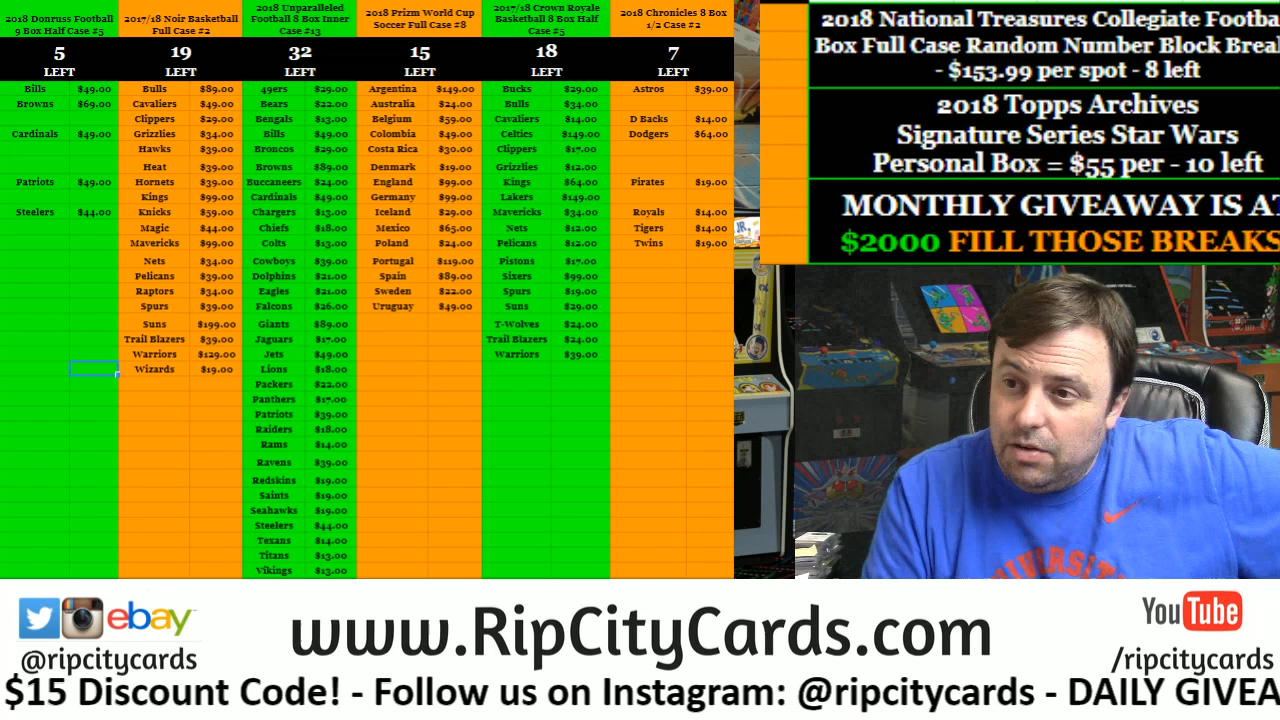 2018 Donruss Football
9 Box Half Case #5
5
LEFT
Bills $49.00
Browns $69.00
Cardinals $49.00
Patriots $49.00
Steelers $44.00
2017/18 Noir Basketball
Full Case #2
19
LEFT
Bulls $89.00
Cavaliers $49.00
Clippers $29.00
Grizzlies $34.00
Hawks $39.00
Heat $39.00
Hornets $39.00
Kings $99.00
Knicks $59.00
Magic $44.00
Mavericks $99.00
Nets $34.00
Pelicans $39.00
Raptors $34.00
Spurs $39.00
Suns $199.00
Trail Blazers $39.00
Warriors $129.00
Wizards $19.00
2018 Unparalleled
Football 8 Box Inner
Case #13
32
LEFT
49ers $29.00
Bears $22.00
Bengals $13.00
Bills $49.00
Broncos $29.00
Browns $89.00
Buccaneers $24.00
Cardinals $49.00
Chargers $13.00
Chiefs $18.00
Colts $13.00
Cowboys $39.00
Dolphins $21.00
Eagles $21.00
Falcons $26.00
Giants $89.00
Jaguars $17.00
Jets $49.00
Lions $18.00
Packers $22.00
Panthers $17.00
Patriots $39.00
Raiders $18.00
Rams $14.00
Ravens $39.00
Redskins $19.00
Saints $19.00
Seahawks $19.00
Steelers $44.00
Texans $14.00
Titans $13.00
Vikings $13.00
2018 Prizm World Cup
Soccer Full Case #8
15
LEFT
Argentina $149.00
Australia $24.00
Belgium $59.00
Colombia $49.00
Costa Rica $30.00
Denmark $19.00
England $99.00
Germany $99.00
Iceland $29.00
Mexico $65.00
Poland $24.00
Portugal $119.00
Spain $89.00
Sweden $22.00
Uruguay $49.00
2017/18 Crown Royale
Basketball 8 Box Half
Case #5
18
LEFT
Bucks $29.00
Bulls $34.00
Cavaliers $14.00
Celtics $149.00
Clippers $17.00
Grizzlies $12.00
Kings $64.00
Lakers $149.00
Mavericks $34.00
Nets $12.00
Pelicans $12.00
Pistons $17.00
Sixers $99.00
Spurs $19.00
Suns $29.00
T-Wolves $24.00
Trail Blazers $24.00
Warriors $39.00
2018 Chronicles 8 Box
1/2 Case #2
7
LEFT
Astros $39.00
D Backs $14.00
Dodgers $64.00
Pirates $19.00
Royals $14.00
Tigers $14.00
Twins $19.00
2018 National Treasures Collegiate Footba
Box Full Case Random Number Block Brea
- $153.99 per spot - 8 left
2018 Topps Archives
Signature Series Star Wars
Personal Box = $55 per - 10 left
MONTHLY GIVEAWAY IS AT
$2000 FILL THOSE BREAKS
JR.
ebay
@ripcitycards
www.RipCityCards.com
YouTube
/ripcitycards
$15 Discount Code! - Follow us on Instagram: @ripcitycards - DAILY GIVEA